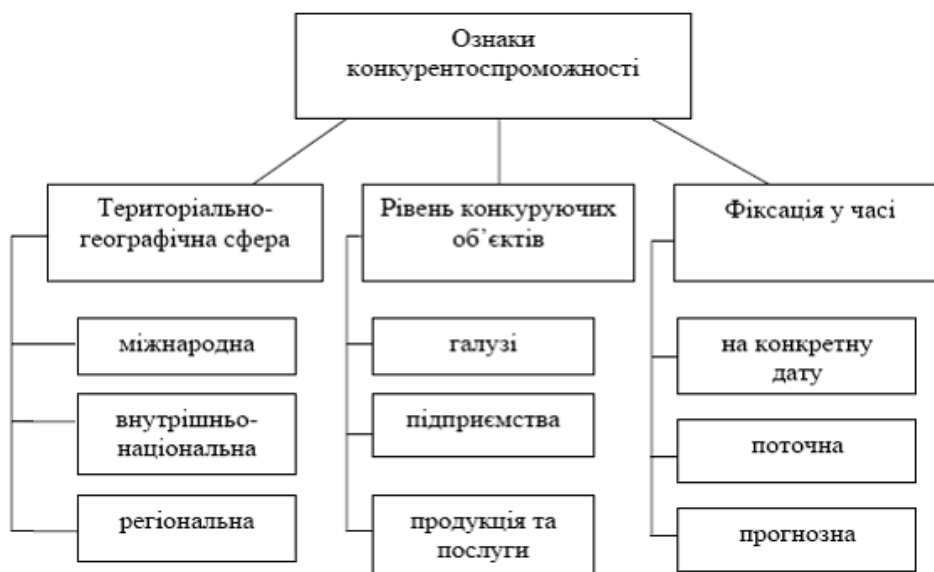 Ознаки
конкурентоспроможності
Територіально-
географічна сфера
міжнародна
внутрішньо-
національна
регіональна
Рівень конкуруючих
об’єктів
галузі
підприємства
продукція та
послуги
Фіксація у часі
на конкретну
дату
поточна
прогнозна